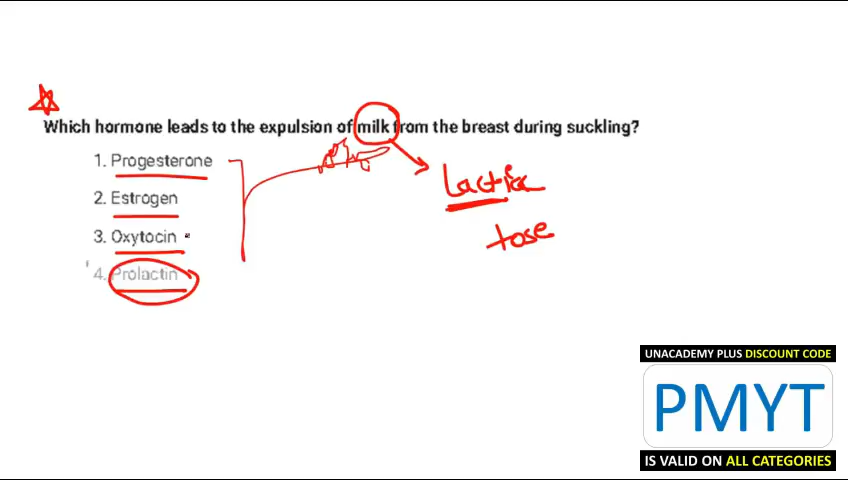 Which hormone leads to the expulsion of milk from the breast during suckling?
1. Progesterone
2. Estrogen
3. Oxytocin
4. Prolactin
tose
UNACADEMY PLUS DISCOUNT CODE
PMYT
IS VALID ON ALL CATEGORIES